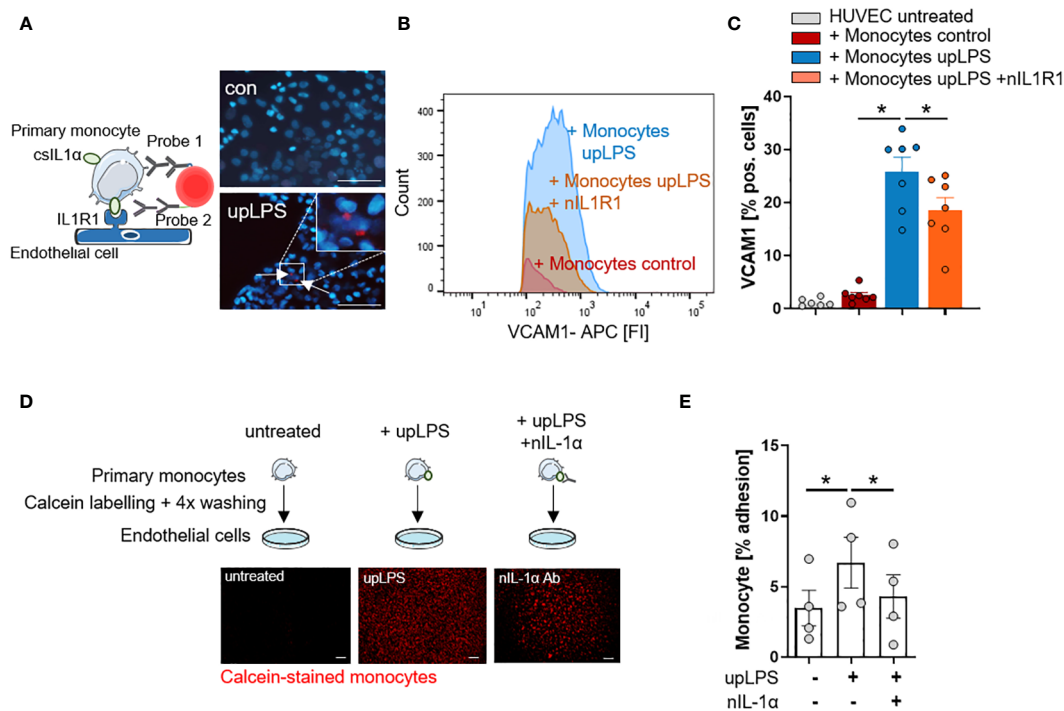 A
Primary monocyte
csIL1α
Probe 1
IL1R1
Probe 2
Endothelial cell
con
upLPS
B
Count
400
300
200
100
0
+ Monocytes
upLPS
+ Monocytes upLPS
+ nIL1R1
+ Monocytes control
10¹ 10² 10³ 10⁴ 10⁵
VCAM1- APC [FI]
C
HUVEC untreated
+ Monocytes control
+ Monocytes upLPS
+ Monocytes upLPS +nIL1R1
VCAM1 [% pos. cells]
40
30
20
10
0
* *
D
untreated
+ upLPS
+ upLPS
+nIL-1α
Primary monocytes
Calcein labelling + 4x washing
Endothelial cells
untreated
upLPS
nIL-1α Ab
Calcein-stained monocytes
E
Monocyte [% adhesion]
15
10
5
0
* *
upLPS - + +
nIL-1α - - +